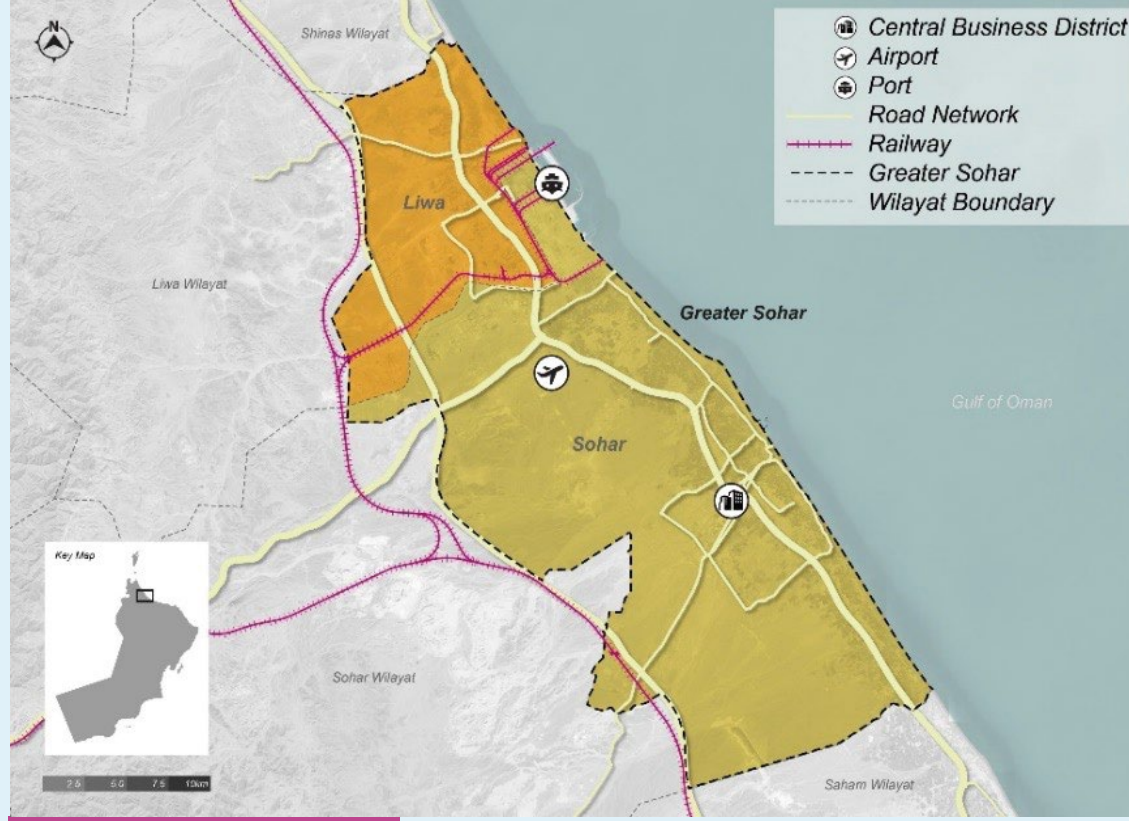 N
Shinas Wilayat
Central Business District
Airport
Port
Road Network
Railway
Greater Sohar
Wilayat Boundary
Liwa
Liwa Wilayat
Greater Sohar
Gulf of Oman
Sohar
Key Map
Sohar Wilayat
Saham Wilayat
2.5 5.0 7.5 10km